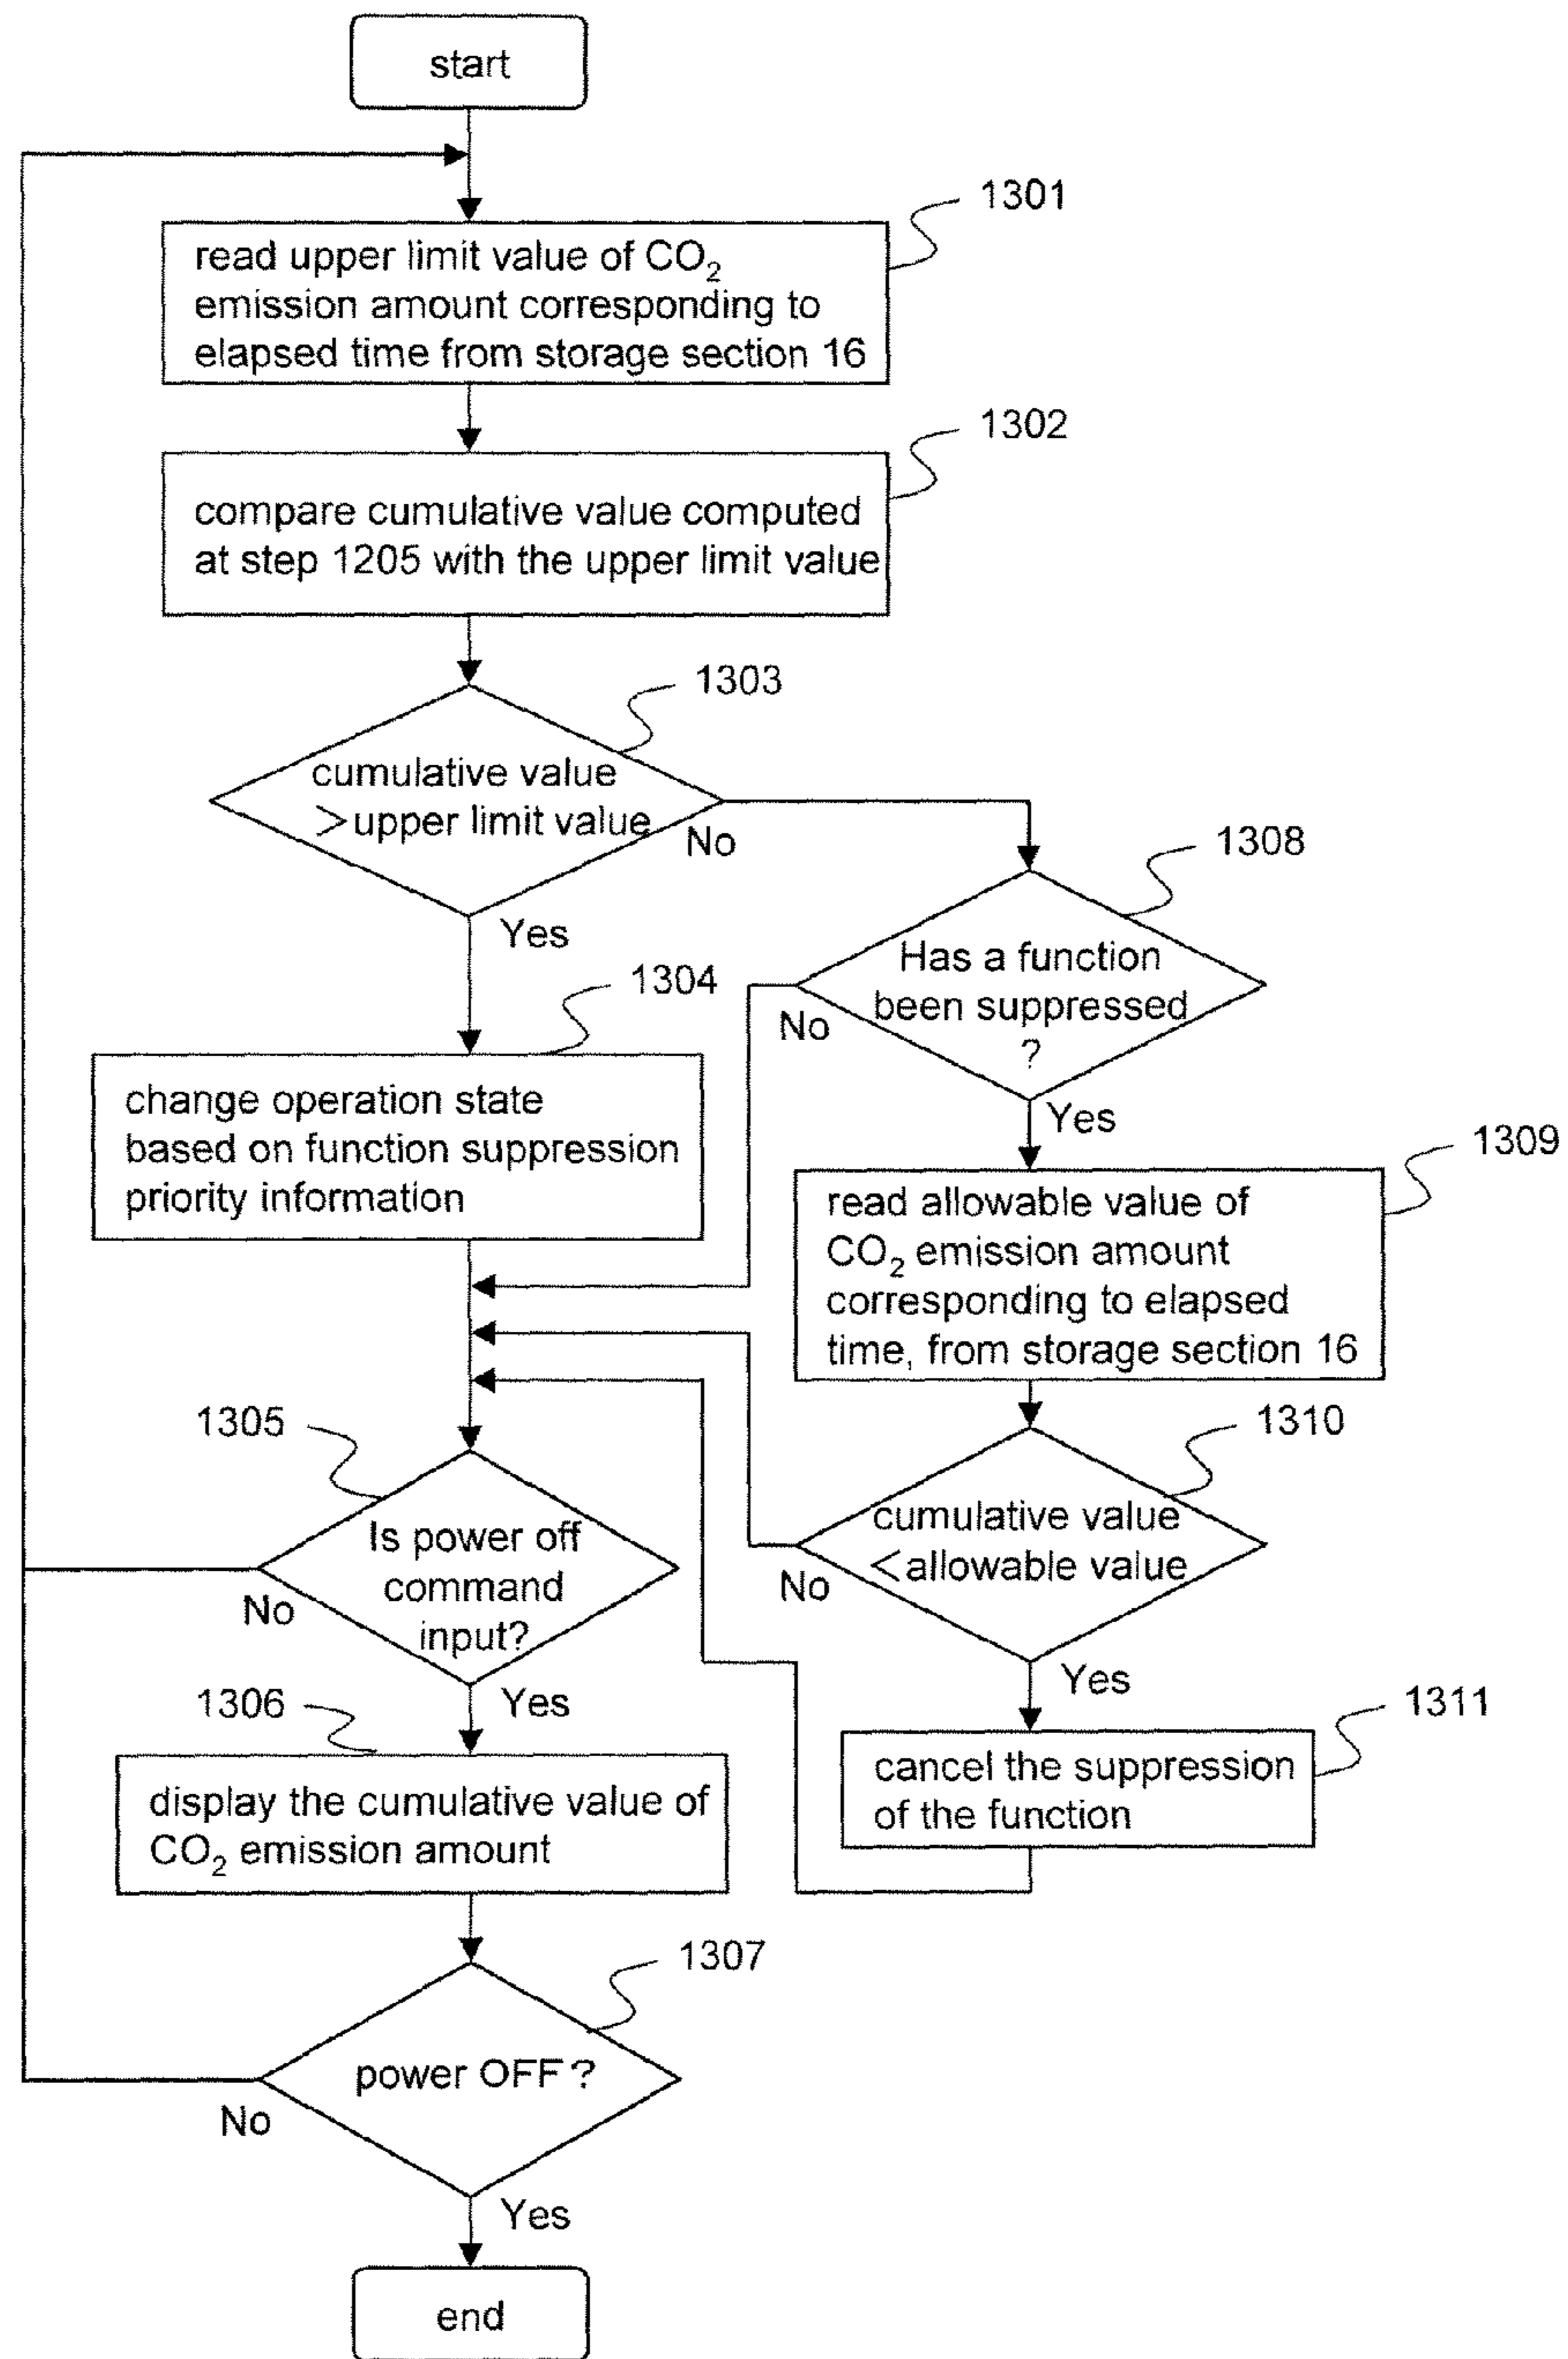 start
1301
read upper limit value of CO2
emission amount corresponding to
elapsed time from storage section 16
1302
compare cumulative value computed
at step 1205 with the upper limit value
1303
cumulative value
>upper limit value
No
Yes
1308
Has a function
been suppressed
?
No
Yes
1304
change operation state
based on function suppression
priority information
1309
read allowable value of
CO2 emission amount
corresponding to elapsed
time, from storage section 16
1305
Is power off
command
input?
No
Yes
1310
cumulative value
<allowable value
No
Yes
1306
display the cumulative value of
CO2 emission amount
1311
cancel the suppression
of the function
1307
power OFF?
No
Yes
end